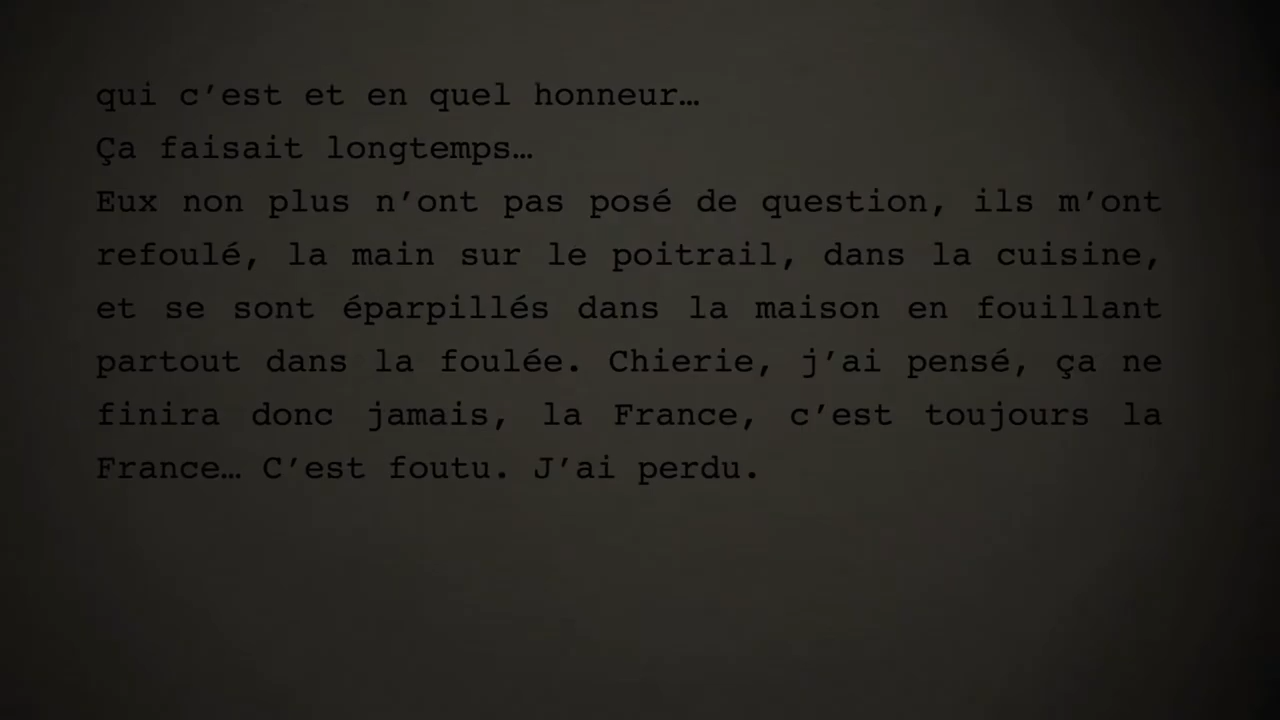 qui c’est et en quel honneur…
Ça faisait longtemps…
Eux non plus n’ont pas posé de question, ils m’ont
refoulé, la main sur le poitrail, dans la cuisine,
et se sont éparpillés dans la maison en fouillant
partout dans la foulée. Chierie, j’ai pensé, ça ne
finira donc jamais, la France, c’est toujours la
France… C’est foutu. J’ai perdu.